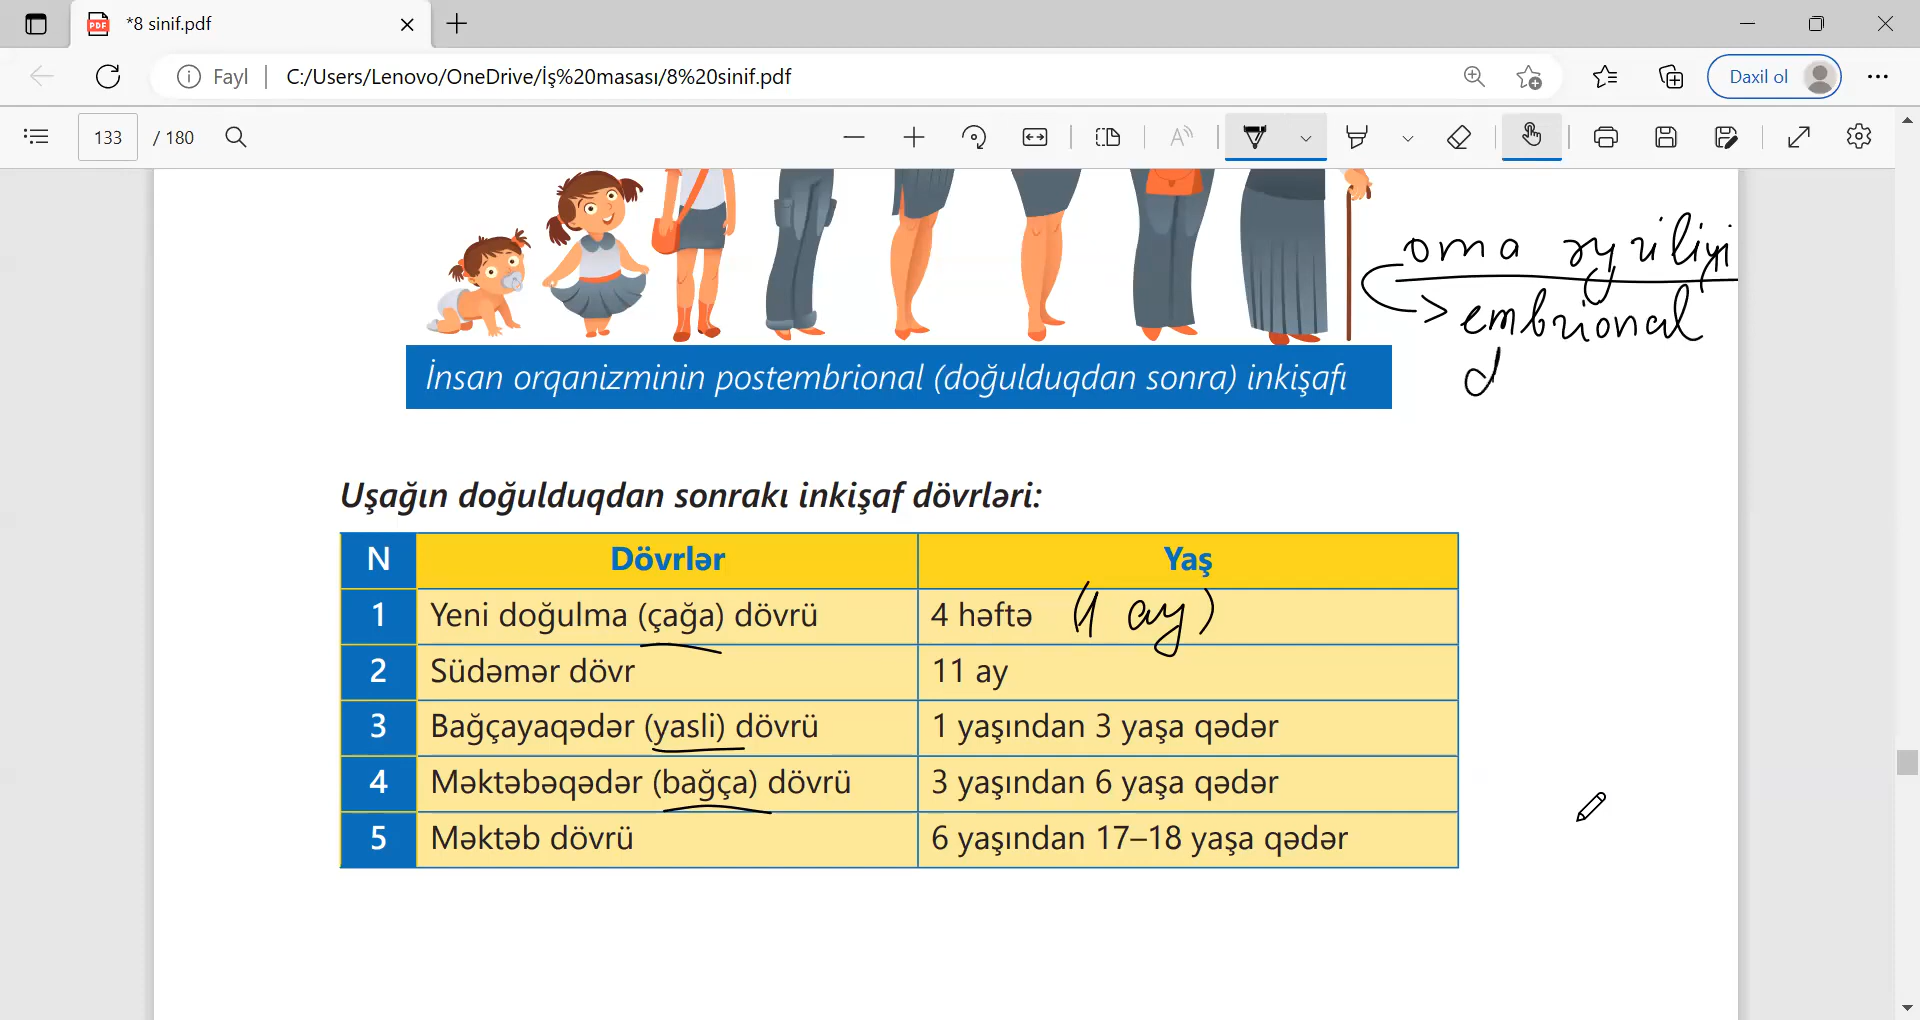 *8 sinif.pdf
Fayl C:/Users/Lenovo/OneDrive/İş%20masası/8%20sinif.pdf Daxil ol
133 / 180
oma əyriliyi
> embrional
d
İnsan orqanizminin postembrional (doğulduqdan sonra) inkişafı
Uşağın doğulduqdan sonrakı inkişaf dövrləri:
N Dövrlər Yaş
1 Yeni doğulma (çağa) dövrü 4 həftə (1 ay)
2 Südəmər dövr 11 ay
3 Bağçayaqədər (yasli) dövrü 1 yaşından 3 yaşa qədər
4 Məktəbəqədər (bağça) dövrü 3 yaşından 6 yaşa qədər
5 Məktəb dövrü 6 yaşından 17–18 yaşa qədər